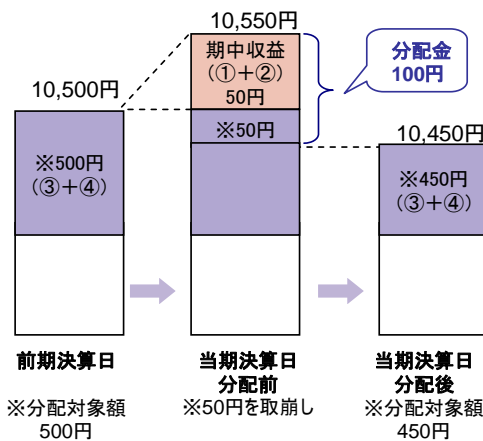 10,550円
期中収益
(①+②)
50円
分配金
100円
10,500円
※50円
10,450円
※500円
(③+④)
※450円
(③+④)
前期決算日
当期決算日
分配前
当期決算日
分配後
※分配対象額
500円
※50円を取崩し
※分配対象額
450円